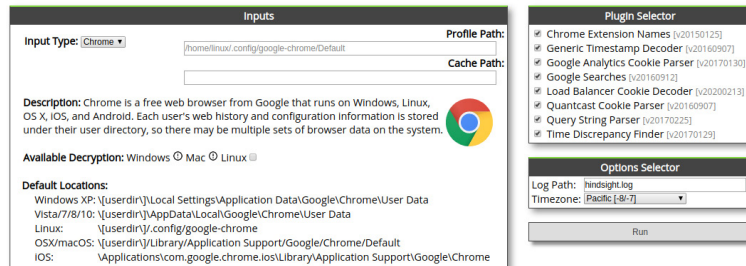 Inputs
Input Type: Chrome
Profile Path:
/home/linux/.config/google-chrome/Default
Cache Path:
Description: Chrome is a free web browser from Google that runs on Windows, Linux,
OS X, iOS, and Android. Each user's web history and configuration information is stored
under their user directory, so there may be multiple sets of browser data on the system.
Available Decryption: Windows Mac Linux
Default Locations:
Windows XP: \[userdir\]\Local Settings\Application Data\Google\Chrome\User Data
Vista/7/8/10: \[userdir\]\AppData\Local\Google\Chrome\User Data
Linux: \[userdir\]/.config/google-chrome
OSX/macOS: \[userdir\]/Library/Application Support/Google/Chrome/Default
iOS: \Applications\com.google.chrome.ios\Library\Application Support\Google\Chrome
Plugin Selector
Chrome Extension Names [v20150125]
Generic Timestamp Decoder [v20160907]
Google Analytics Cookie Parser [v20170130]
Google Searches [v20160912]
Load Balancer Cookie Decoder [v20200213]
Quantcast Cookie Parser [v20160907]
Query String Parser [v20170225]
Time Discrepancy Finder [v20170129]
Options Selector
Log Path: hindsight.log
Timezone: Pacific [-8/-7]
Run